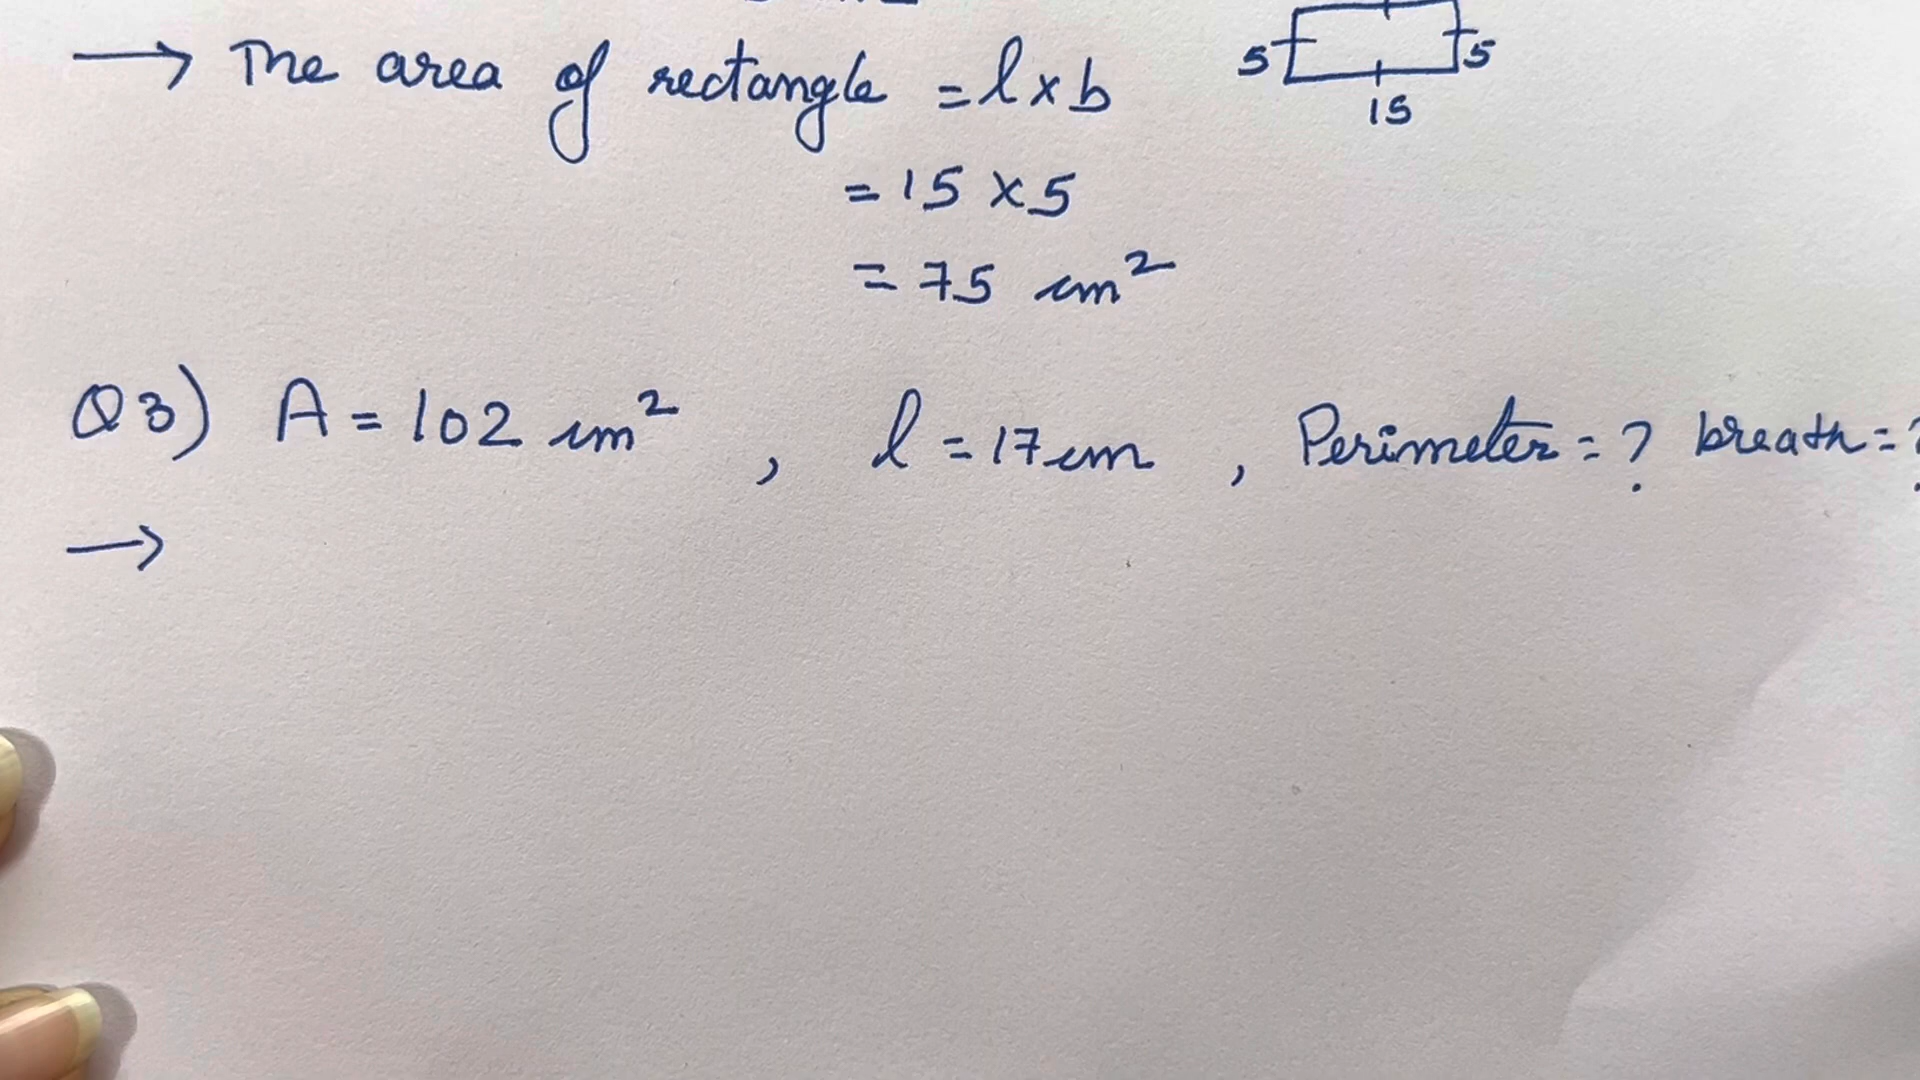 → The area of rectangle = l × b
5 5
15
= 15 × 5
= 75 cm²
Q3) A = 102 cm² , l = 17 cm , Perimeter = ? breath = ?
→